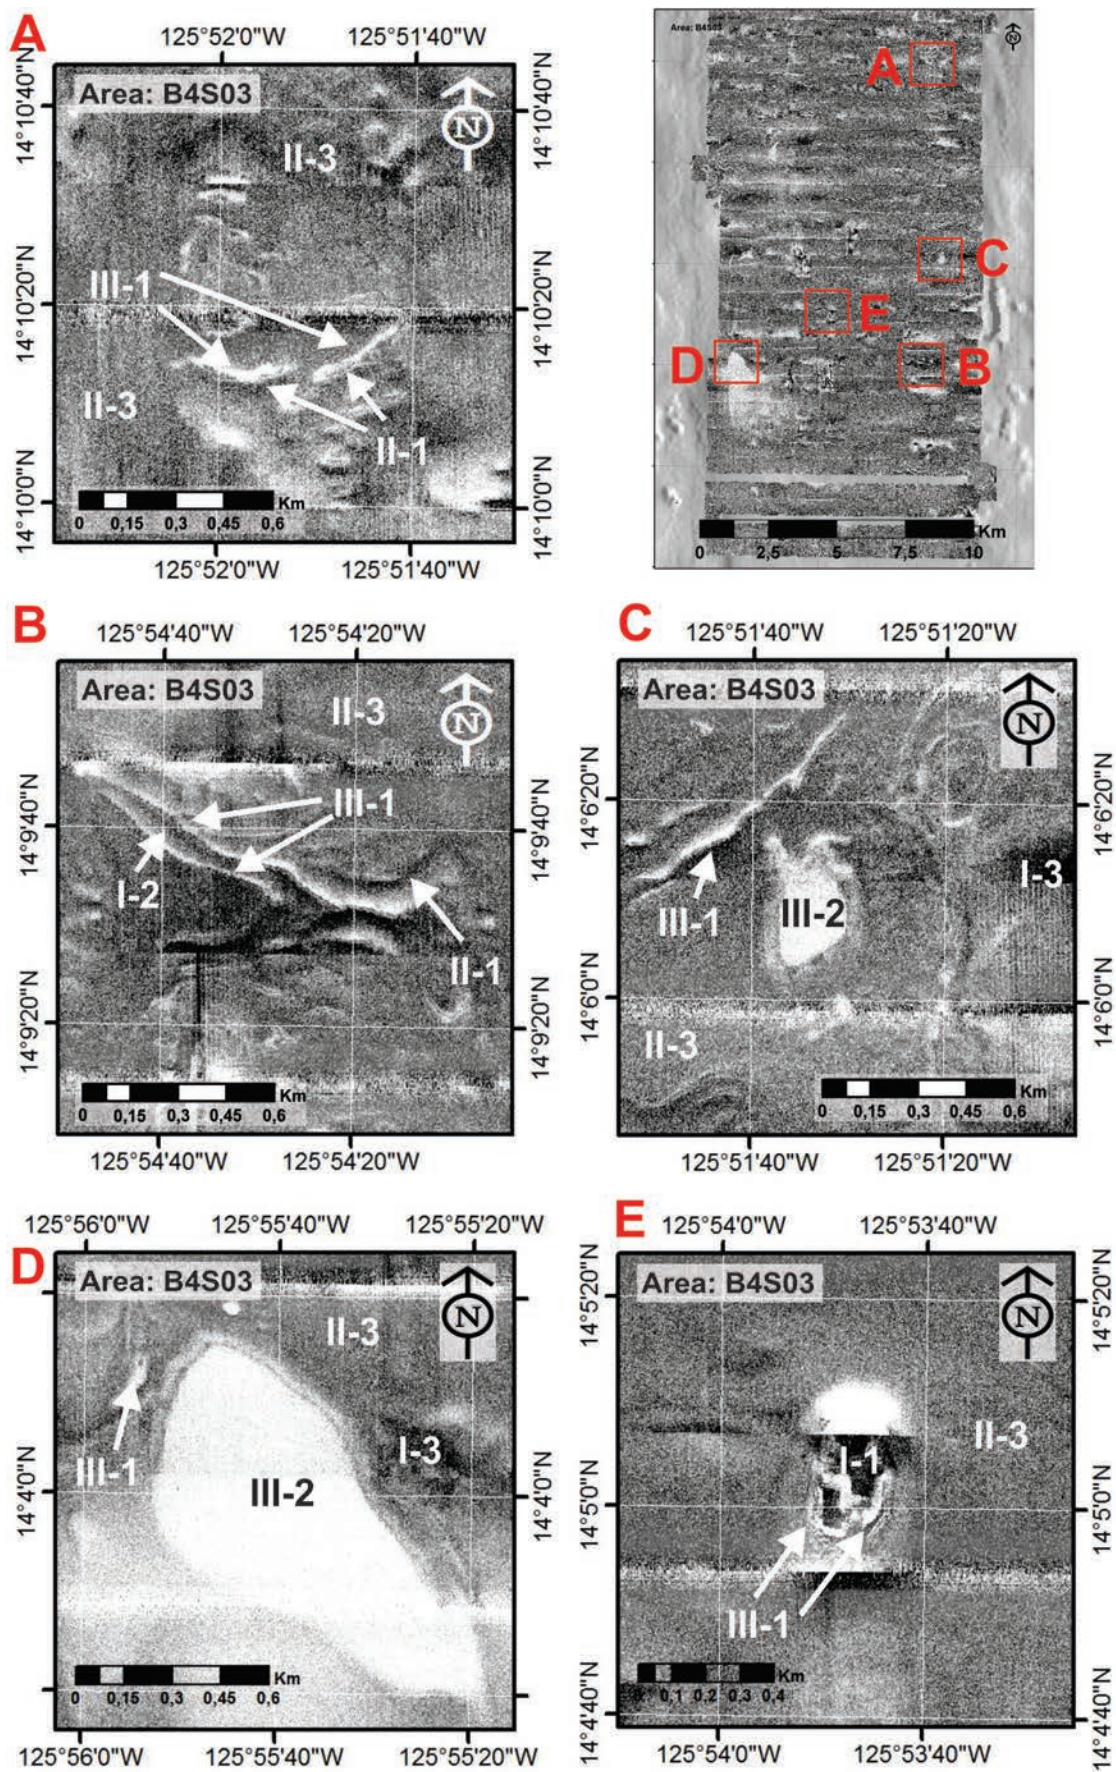 A
125°52'0"W 125°51'40"W
14°10'40"N
Area: B4S03
N
14°10'40"N
II-3
14°10'20"N
III-1
14°10'20"N
II-3
II-1
14°10'0"N
Km
0 0,15 0,3 0,45 0,6
14°10'0"N
125°52'0"W 125°51'40"W
Area: B4S03
N
A
C
E
D
B
Km
0 2,5 5 7,5 10
B
125°54'40"W 125°54'20"W
Area: B4S03
N
II-3
14°9'40"N
III-1
14°9'40"N
I-2
II-1
14°9'20"N
14°9'20"N
Km
0 0,15 0,3 0,45 0,6
125°54'40"W 125°54'20"W
C
125°51'40"W 125°51'20"W
Area: B4S03
N
14°6'20"N
14°6'20"N
I-3
III-1
III-2
14°6'0"N
14°6'0"N
II-3
Km
0 0,15 0,3 0,45 0,6
125°51'40"W 125°51'20"W
D
125°56'0"W 125°55'40"W 125°55'20"W
Area: B4S03
N
II-3
I-3
III-1
14°4'0"N
III-2
14°4'0"N
Km
0 0,15 0,3 0,45 0,6
125°56'0"W 125°55'40"W 125°55'20"W
E
125°54'0"W 125°53'40"W
14°5'20"N
Area: B4S03
N
14°5'20"N
I-1
II-3
14°5'0"N
14°5'0"N
III-1
Km
0 0,1 0,2 0,3 0,4
14°4'40"N
14°4'40"N
125°54'0"W 125°53'40"W